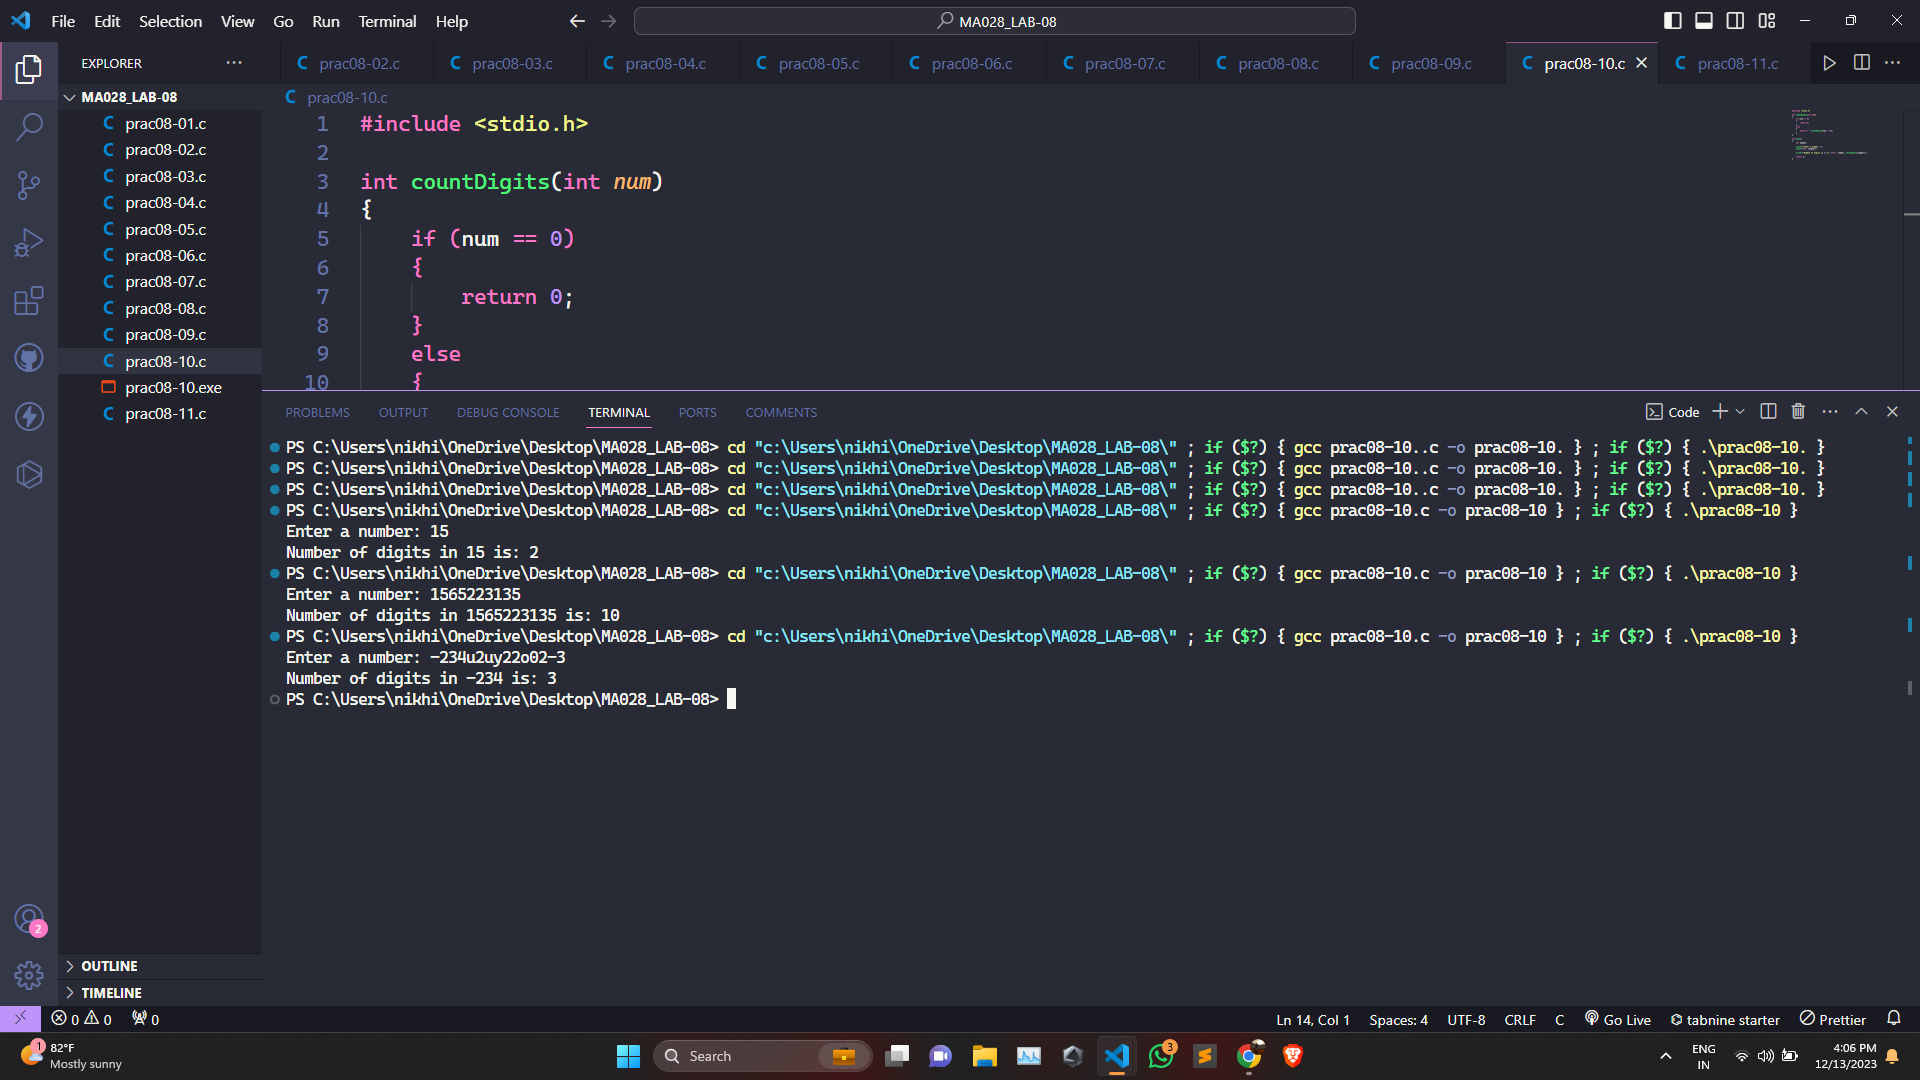 File Edit Selection View Go Run Terminal Help
MA028_LAB-08
EXPLORER
prac08-02.c prac08-03.c prac08-04.c prac08-05.c prac08-06.c prac08-07.c prac08-08.c prac08-09.c prac08-10.c prac08-11.c
MA028_LAB-08
prac08-01.c
prac08-02.c
prac08-03.c
prac08-04.c
prac08-05.c
prac08-06.c
prac08-07.c
prac08-08.c
prac08-09.c
prac08-10.c
prac08-10.exe
prac08-11.c
OUTLINE
TIMELINE
prac08-10.c
1 #include <stdio.h>
2
3 int countDigits(int num)
4 {
5 if (num == 0)
6 {
7 return 0;
8 }
9 else
10 {
PROBLEMS OUTPUT DEBUG CONSOLE TERMINAL PORTS COMMENTS
Code
PS C:\Users\nikhi\OneDrive\Desktop\MA028_LAB-08> cd "c:\Users\nikhi\OneDrive\Desktop\MA028_LAB-08\" ; if ($?) { gcc prac08-10..c -o prac08-10. } ; if ($?) { .\prac08-10. }
PS C:\Users\nikhi\OneDrive\Desktop\MA028_LAB-08> cd "c:\Users\nikhi\OneDrive\Desktop\MA028_LAB-08\" ; if ($?) { gcc prac08-10..c -o prac08-10. } ; if ($?) { .\prac08-10. }
PS C:\Users\nikhi\OneDrive\Desktop\MA028_LAB-08> cd "c:\Users\nikhi\OneDrive\Desktop\MA028_LAB-08\" ; if ($?) { gcc prac08-10..c -o prac08-10. } ; if ($?) { .\prac08-10. }
PS C:\Users\nikhi\OneDrive\Desktop\MA028_LAB-08> cd "c:\Users\nikhi\OneDrive\Desktop\MA028_LAB-08\" ; if ($?) { gcc prac08-10.c -o prac08-10 } ; if ($?) { .\prac08-10 }
Enter a number: 15
Number of digits in 15 is: 2
PS C:\Users\nikhi\OneDrive\Desktop\MA028_LAB-08> cd "c:\Users\nikhi\OneDrive\Desktop\MA028_LAB-08\" ; if ($?) { gcc prac08-10.c -o prac08-10 } ; if ($?) { .\prac08-10 }
Enter a number: 1565223135
Number of digits in 1565223135 is: 10
PS C:\Users\nikhi\OneDrive\Desktop\MA028_LAB-08> cd "c:\Users\nikhi\OneDrive\Desktop\MA028_LAB-08\" ; if ($?) { gcc prac08-10.c -o prac08-10 } ; if ($?) { .\prac08-10 }
Enter a number: -234u2uy22o02-3
Number of digits in -234 is: 3
PS C:\Users\nikhi\OneDrive\Desktop\MA028_LAB-08>
2
0 0 0
Ln 14, Col 1 Spaces: 4 UTF-8 CRLF C Go Live tabnine starter Prettier
1
82°F
Mostly sunny
Search
3
ENG
IN
4:06 PM
12/13/2023